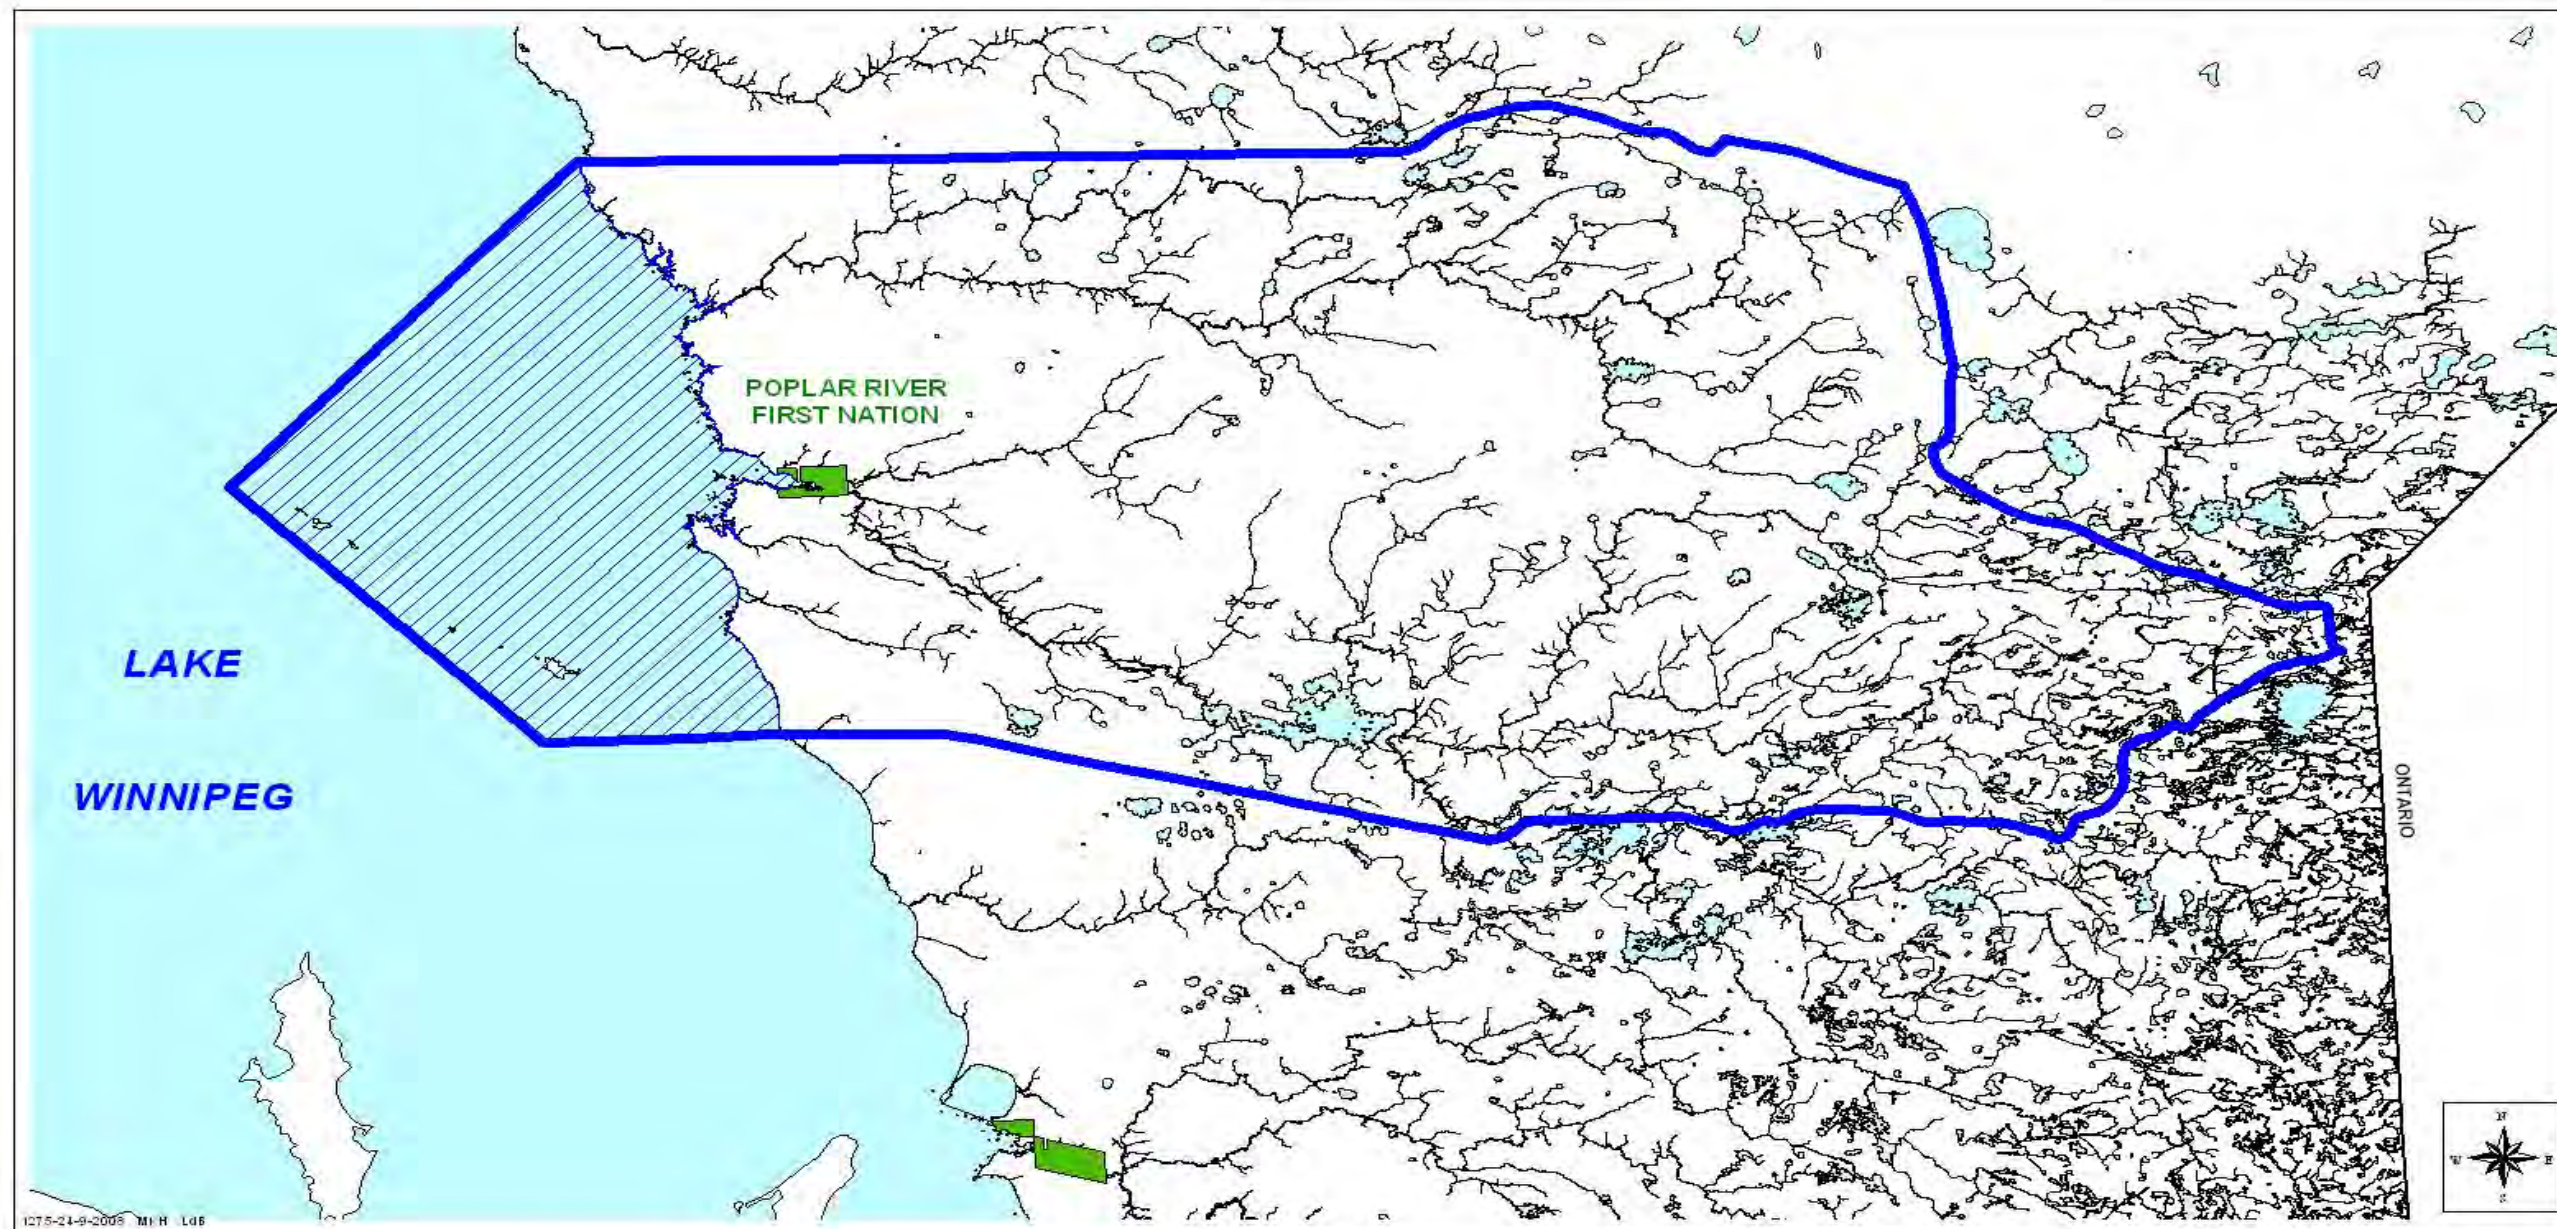 POPLAR RIVER
FIRST NATION
LAKE
WINNIPEG
ONTARIO
N
W
E
S